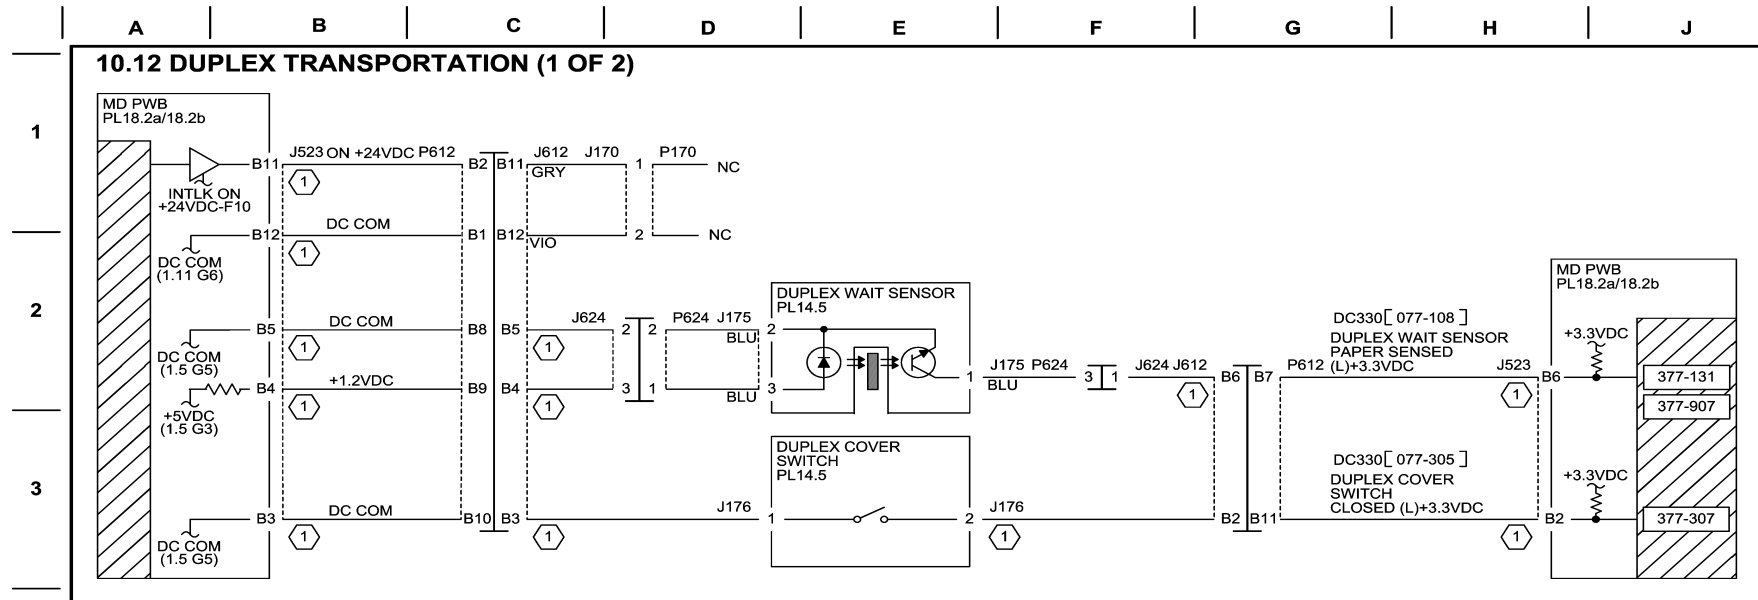 A B C D E F G H J
10.12 DUPLEX TRANSPORTATION (1 OF 2)
1
MD PWB
PL18.2a/18.2b
B11 J523 ON +24VDC P612 B2 B11 J612 J170 1 P170 NC
1
GRY
INTLK ON
+24VDC-F10
B12 DC COM B1 B12 2 NC
VIO
1
DC COM
(1.11 G6)
2
MD PWB
PL18.2a/18.2b
DUPLEX WAIT SENSOR
PL14.5
B5 DC COM B8 B5 J624 2 2 P624 J175 2
BLU
1 1
DC COM
(1.5 G5)
DC330[ 077-108 ]
DUPLEX WAIT SENSOR
PAPER SENSED
(L)+3.3VDC
+3.3VDC
1 J175 P624 3 1 J624 J612 B6 B7 P612 J523 B6 377-131
BLU
1 1
B4 +1.2VDC B9 B4 3 1 3
BLU
1 1
+5VDC
(1.5 G3)
377-907
3
DUPLEX COVER
SWITCH
PL14.5
DC330[ 077-305 ]
DUPLEX COVER
SWITCH
CLOSED (L)+3.3VDC
+3.3VDC
B3 DC COM B10 B3 J176 1 2 J176 B2 B11 B2 377-307
1 1 1 1
DC COM
(1.5 G5)